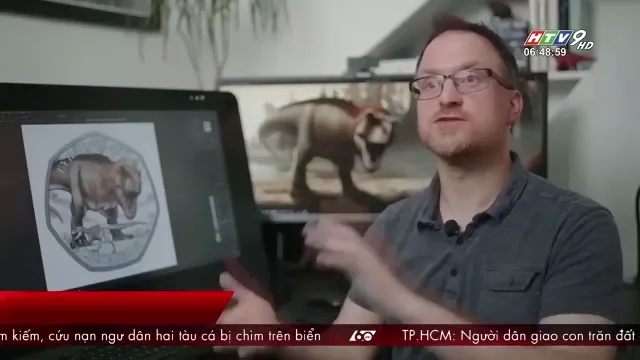 HTV9 HD
06:48:59
m kiếm, cứu nạn ngư dân hai tàu cá bị chìm trên biển 60 TP.HCM: Người dân giao con trăn đất